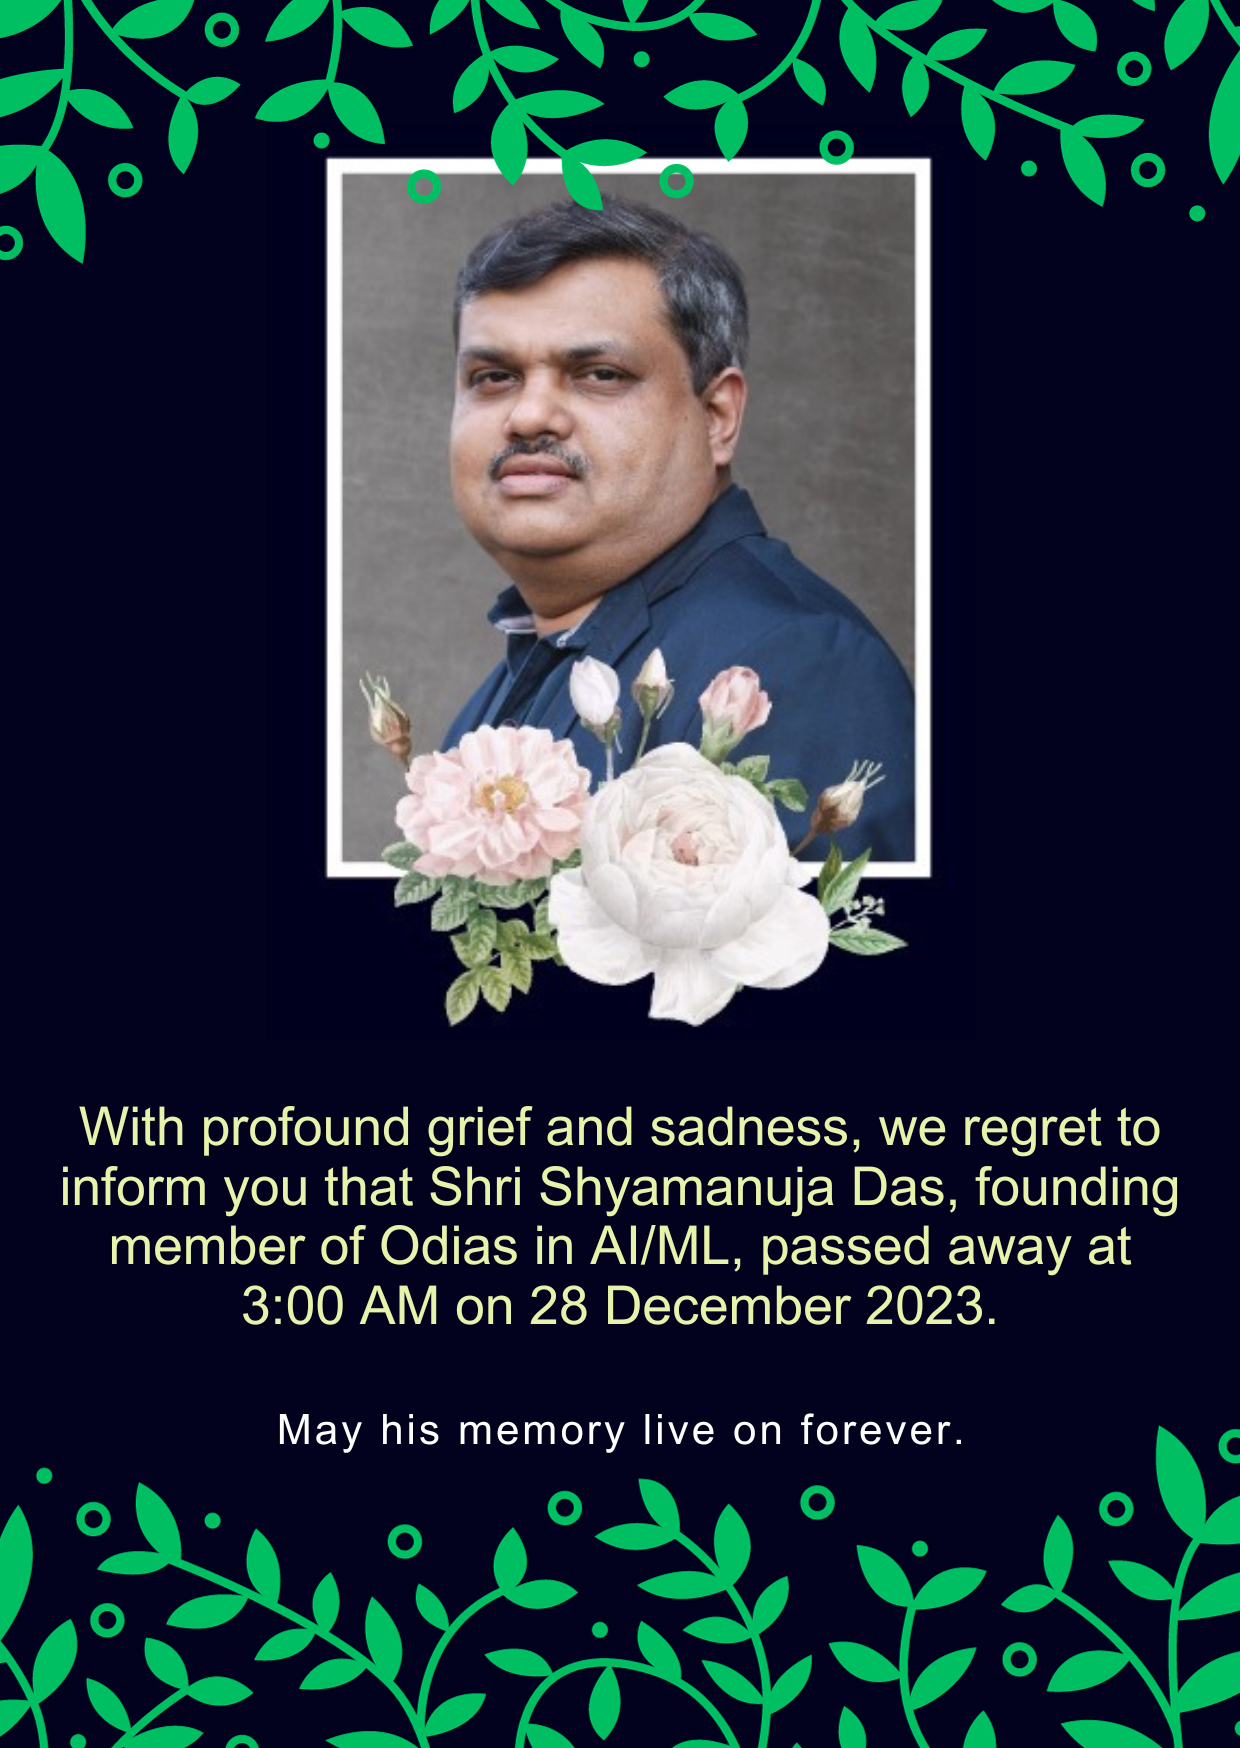 With profound grief and sadness, we regret to
inform you that Shri Shyamanuja Das, founding
member of Odias in AI/ML, passed away at
3:00 AM on 28 December 2023.
May his memory live on forever.